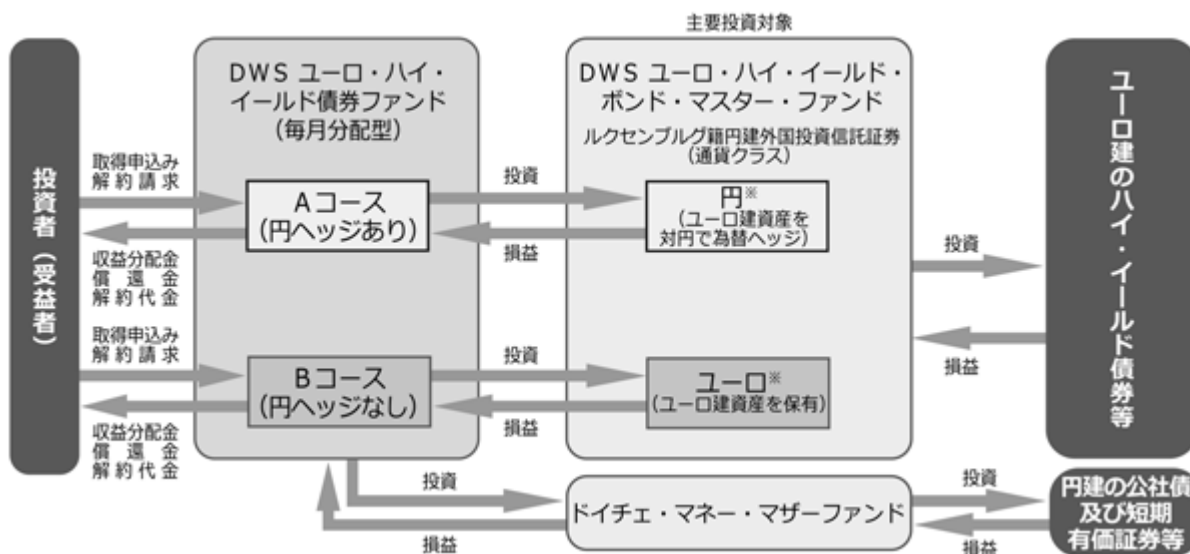 主要投資対象
投資者（受益者）
取得申込み
解約請求
収益分配金
償還金
解約代金
取得申込み
解約請求
収益分配金
償還金
解約代金
DWS ユーロ・ハイ・
イールド債券ファンド
（毎月分配型）
Aコース
（円ヘッジあり）
Bコース
（円ヘッジなし）
投資
損益
投資
損益
DWS ユーロ・ハイ・イールド・
ボンド・マスター・ファンド
ルクセンブルグ籍円建外国投資信託証券
（通貨クラス）
円※
（ユーロ建資産を
対円で為替ヘッジ）
ユーロ※
（ユーロ建資産を保有）
投資
損益
ユーロ建のハイ・イールド債券等
投資
損益
ドイチェ・マネー・マザーファンド
投資
損益
円建の公社債
及び短期
有価証券等